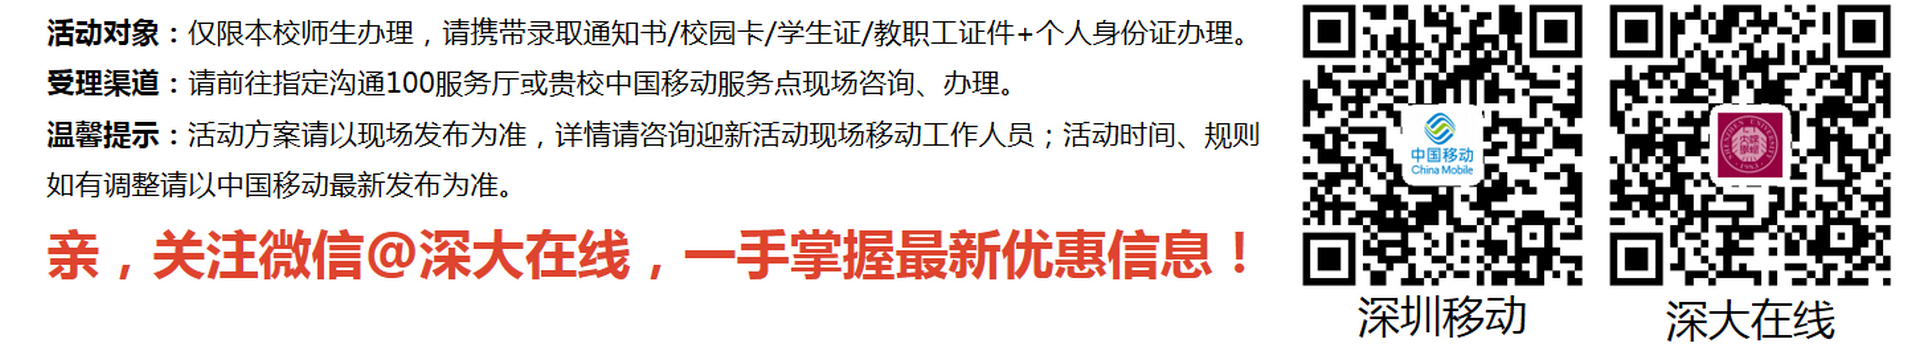 活动对象：仅限本校师生办理，请携带录取通知书/校园卡/学生证/教职工证件+个人身份证办理。
受理渠道：请前往指定沟通100服务厅或贵校中国移动服务点现场咨询、办理。
温馨提示：活动方案请以现场发布为准，详情请咨询迎新活动现场移动工作人员；活动时间、规则
如有调整请以中国移动最新发布为准。
亲，关注微信@深大在线，一手掌握最新优惠信息！
中国移动
China Mobile
深圳移动
SHENZHEN UNIVERSITY
1983
深大在线